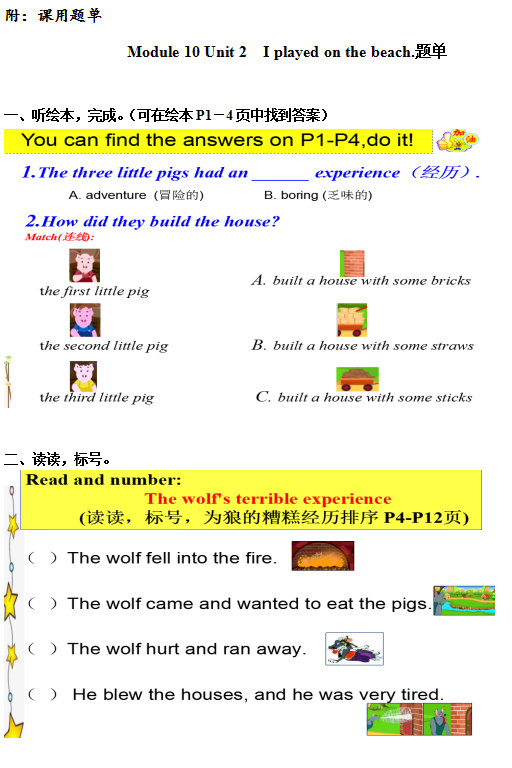 附：课用题单
Module 10 Unit 2 I played on the beach.题单
一、听绘本，完成。（可在绘本P1－4页中找到答案）
You can find the answers on P1-P4,do it!
加油
1.The three little pigs had an ______ experience（经历）.
A. adventure (冒险的) B. boring (乏味的)
2.How did they build the house?
Match(连线):
the first little pig
A. built a house with some bricks
the second little pig
B. built a house with some straws
the third little pig
C. built a house with some sticks
二、读读，标号。
Read and number:
The wolf's terrible experience
(读读，标号，为狼的糟糕经历排序 P4-P12页)
（ ）The wolf fell into the fire.
（ ）The wolf came and wanted to eat the pigs.
（ ）The wolf hurt and ran away.
（ ） He blew the houses, and he was very tired.